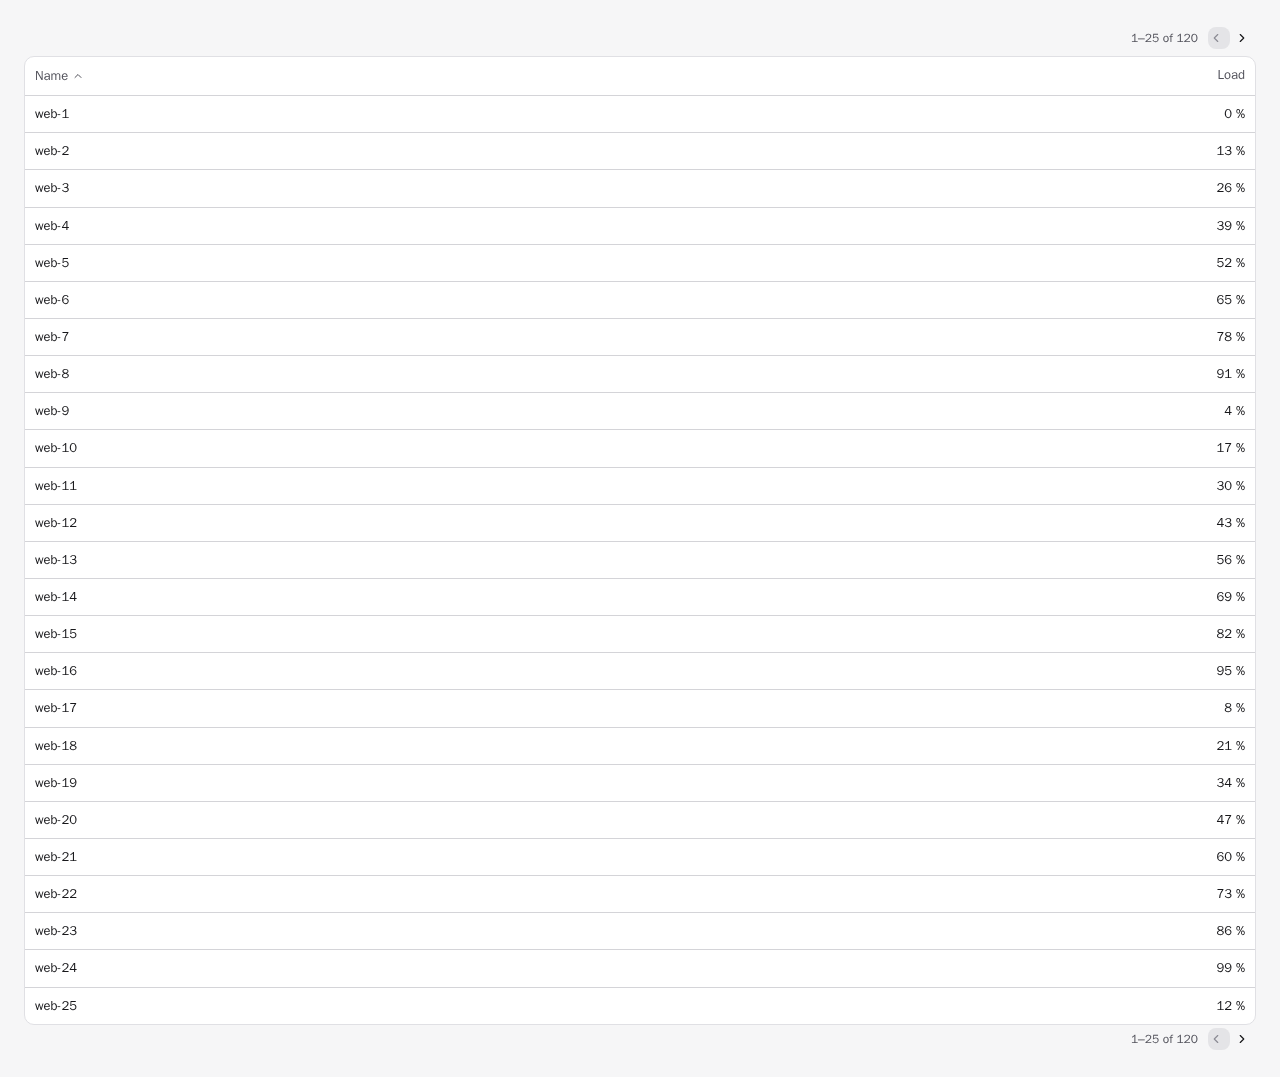 1–25 of 120
Name Load
web-1 0 %
web-2 13 %
web-3 26 %
web-4 39 %
web-5 52 %
web-6 65 %
web-7 78 %
web-8 91 %
web-9 4 %
web-10 17 %
web-11 30 %
web-12 43 %
web-13 56 %
web-14 69 %
web-15 82 %
web-16 95 %
web-17 8 %
web-18 21 %
web-19 34 %
web-20 47 %
web-21 60 %
web-22 73 %
web-23 86 %
web-24 99 %
web-25 12 %
1–25 of 120